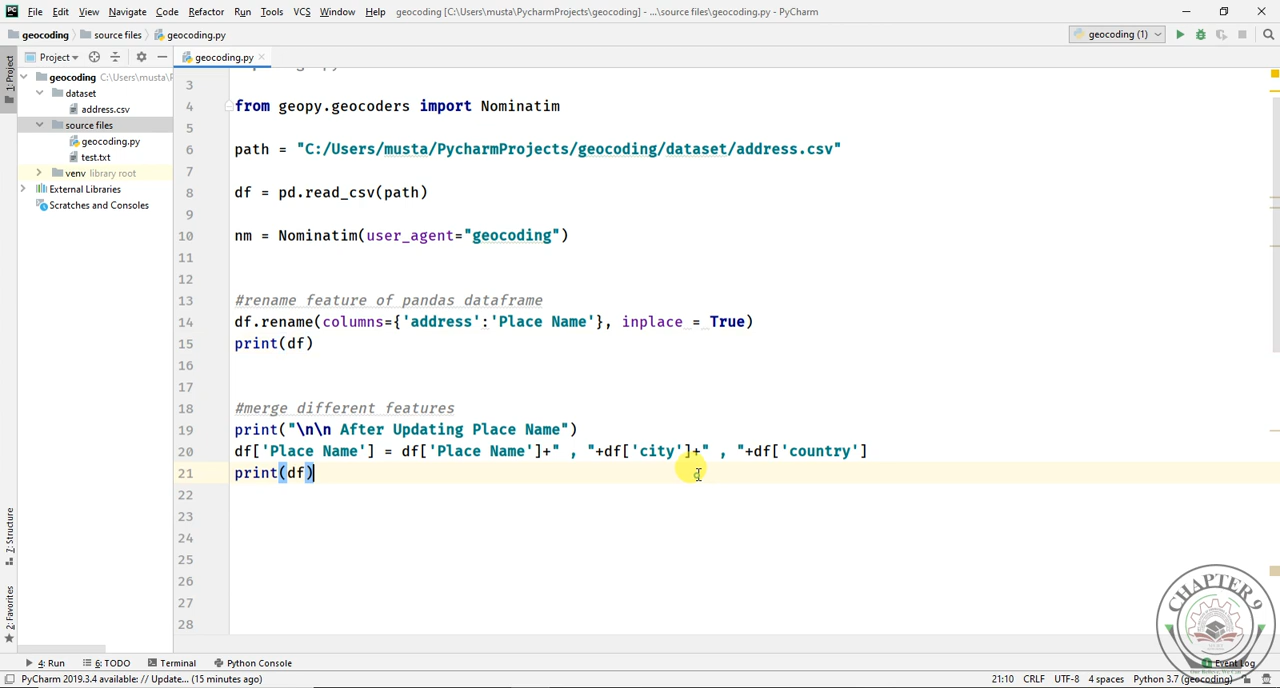 File Edit View Navigate Code Refactor Run Tools VCS Window Help geocoding [C:\Users\musta\PycharmProjects\geocoding] - ...\source files\geocoding.py - PyCharm
geocoding source files geocoding.py geocoding (1)
1: Project Project geocoding.py
geocoding C:\Users\musta\P
dataset
address.csv
source files
geocoding.py
test.txt
venv library root
External Libraries
Scratches and Consoles
3
4 from geopy.geocoders import Nominatim
5
6 path = "C:/Users/musta/PycharmProjects/geocoding/dataset/address.csv"
7
8 df = pd.read_csv(path)
9
10 nm = Nominatim(user_agent="geocoding")
11
12
13 #rename feature of pandas dataframe
14 df.rename(columns={'address':'Place Name'}, inplace = True)
15 print(df)
16
17
18 #merge different features
19 print("\n\n After Updating Place Name")
20 df['Place Name'] = df['Place Name']+" , "+df['city']+" , "+df['country']
21 print(df)
22
23
24
25
26
27
28
7: Structure
2: Favorites
CHAPTER 9
4: Run 6: TODO Terminal Python Console Event Log
PyCharm 2019.3.4 available: // Update... (15 minutes ago) 21:10 CRLF UTF-8 4 spaces Python 3.7 (geocoding)